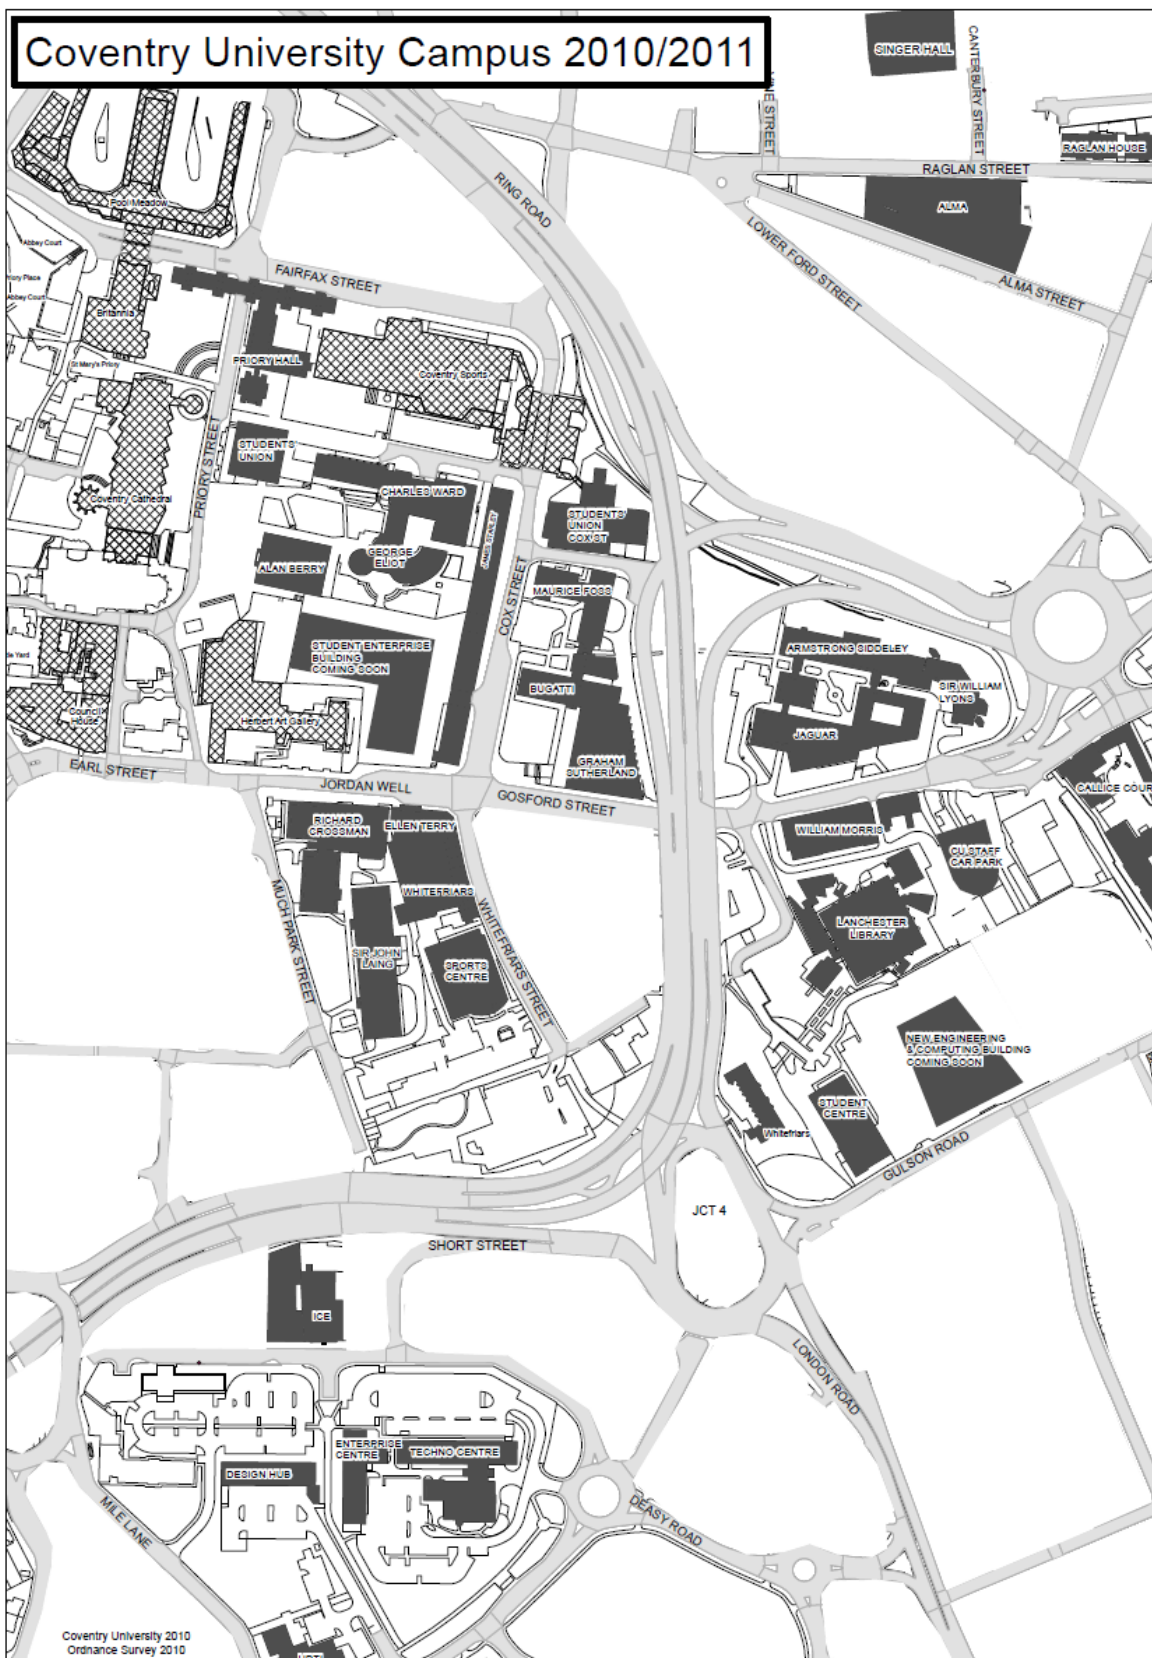 Coventry University Campus 2010/2011
SINGER HALL
CANTERBURY STREET
STREET
RAGLAN HOUSE
RAGLAN STREET
ALMA
RING ROAD
LOWER FORD STREET
ALMA STREET
Pool Meadow
Abbey Court
Abbey Court
FAIRFAX STREET
Britannia
St Mary's Priory
PRIORY HALL
Coventry Sports
PRIORY STREET
STUDENTS'
UNION
CHARLES WARD
Coventry Cathedral
JAMES STARLEY
STUDENTS'
UNION
COX ST
GEORGE
ELIOT
ALAN BERRY
COX STREET
MAURICE FOSS
STUDENT ENTERPRISE
BUILDING
COMING SOON
ARMSTRONG SIDDELEY
BUGATTI
SIR WILLIAM
LYONS
Council
House
Herbert Art Gallery
JAGUAR
EARL STREET
JORDAN WELL
GRAHAM
SUTHERLAND
GOSFORD STREET
CALLICE COUR
RICHARD
CROSSMAN
ELLEN TERRY
WILLIAM MORRIS
CU STAFF
CAR PARK
MUCH PARK STREET
WHITEFRIARS
WHITEFRIARS STREET
LANCHESTER
LIBRARY
SIR JOHN
LAING
SPORTS
CENTRE
NEW ENGINEERING
& COMPUTING BUILDING
COMING SOON
STUDENT
CENTRE
Whitefriars
GULSON ROAD
JCT 4
SHORT STREET
ICE
LONDON ROAD
ENTERPRISE
CENTRE
TECHNO CENTRE
DESIGN HUB
MILE LANE
DEASY ROAD
Coventry University 2010
Ordnance Survey 2010